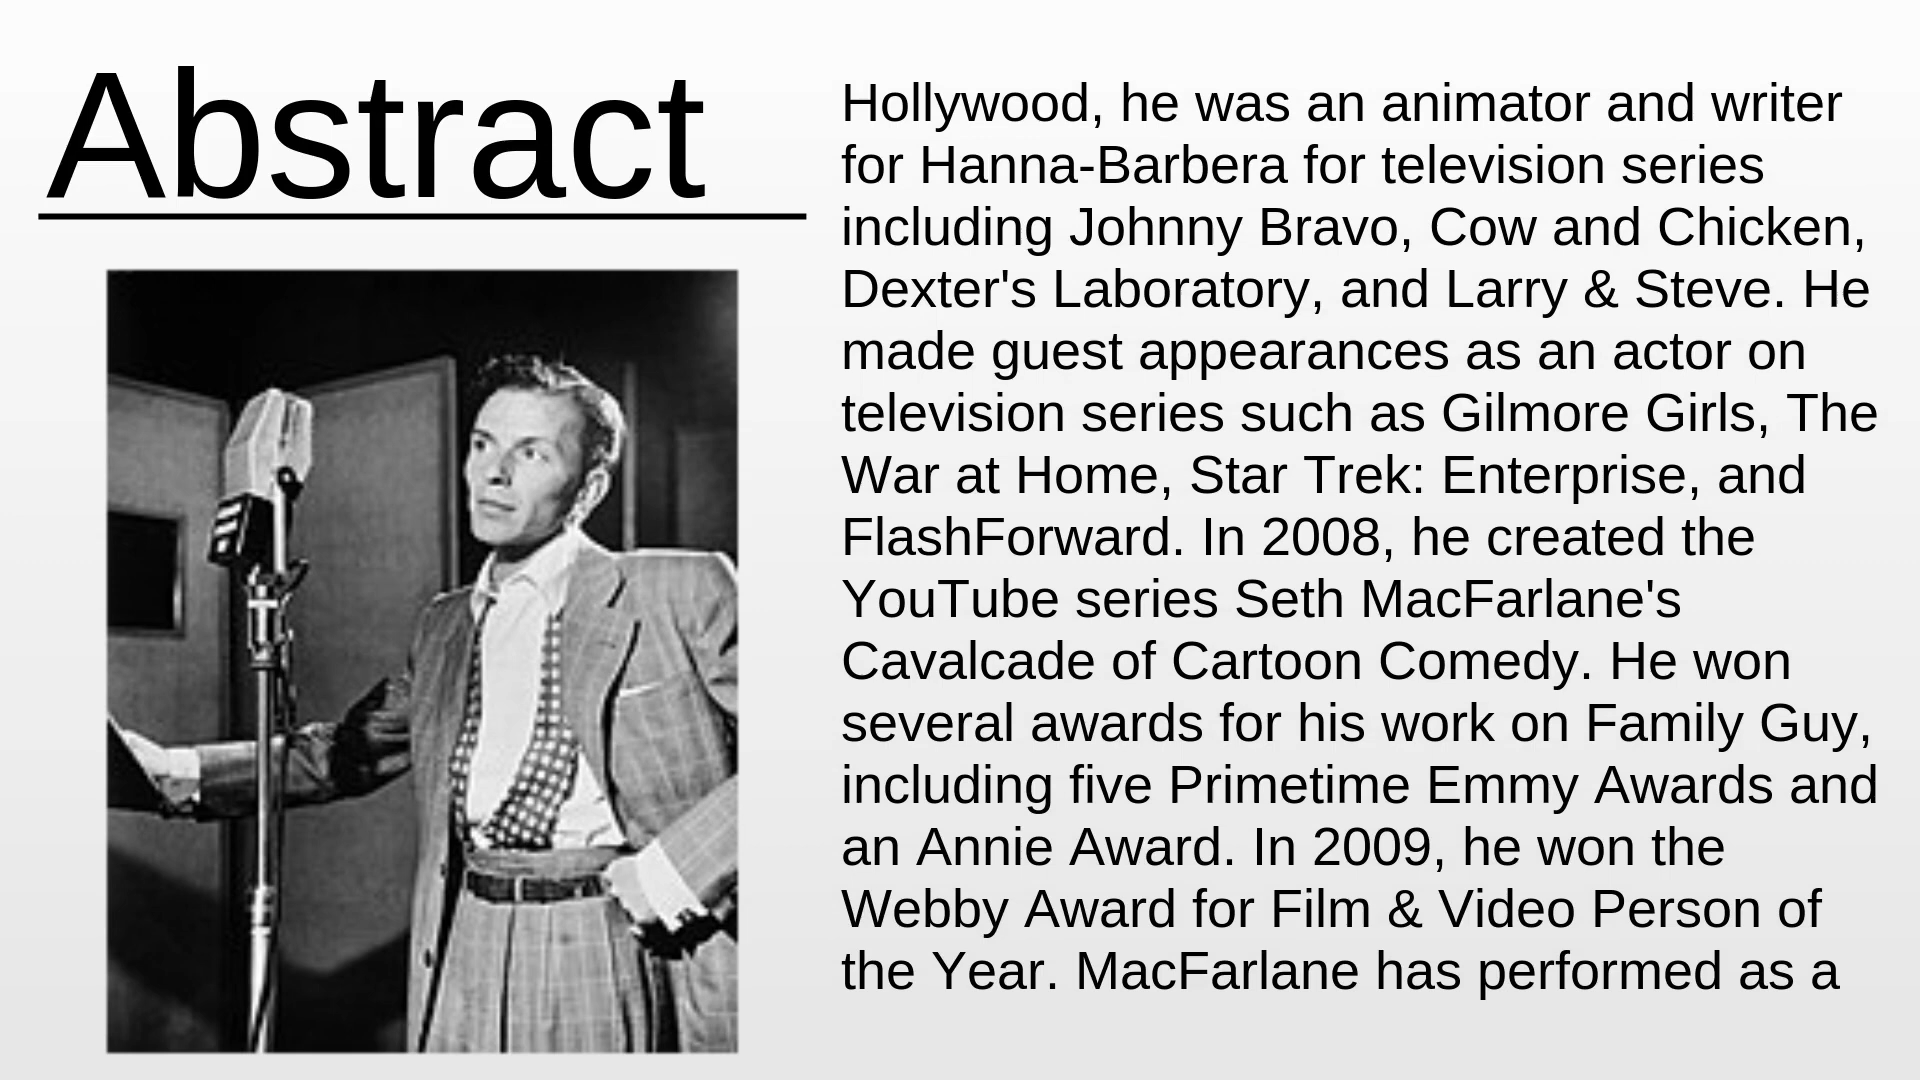 Abstract
Hollywood, he was an animator and writer
for Hanna-Barbera for television series
including Johnny Bravo, Cow and Chicken,
Dexter's Laboratory, and Larry & Steve. He
made guest appearances as an actor on
television series such as Gilmore Girls, The
War at Home, Star Trek: Enterprise, and
FlashForward. In 2008, he created the
YouTube series Seth MacFarlane's
Cavalcade of Cartoon Comedy. He won
several awards for his work on Family Guy,
including five Primetime Emmy Awards and
an Annie Award. In 2009, he won the
Webby Award for Film & Video Person of
the Year. MacFarlane has performed as a